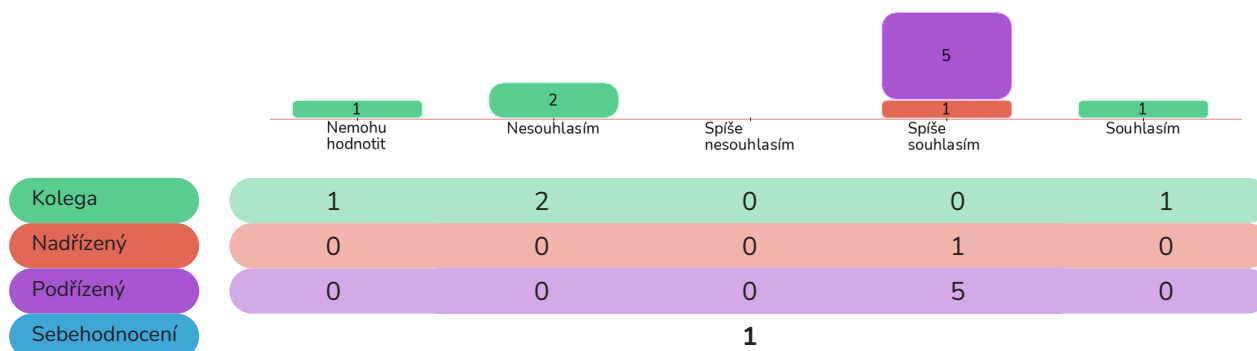 5
1
2
1
1
Nemohu
hodnotit
Nesouhlasím
Spíše
nesouhlasím
Spíše
souhlasím
Souhlasím
Kolega 1 2 0 0 1
Nadřízený 0 0 0 1 0
Podřízený 0 0 0 5 0
Sebehodnocení 1